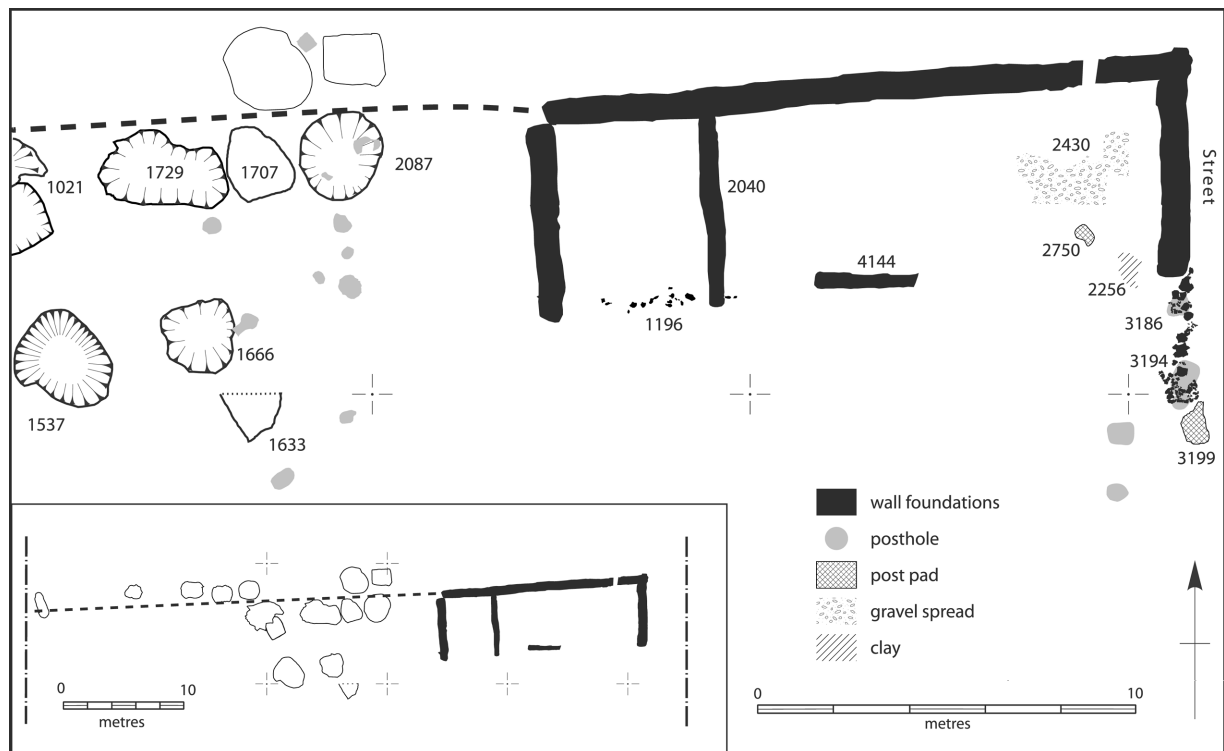 1021
1729
1707
2087
2040
2430
Street
2750
4144
2256
1196
3186
3194
1666
1537
1633
3199
wall foundations
posthole
post pad
gravel spread
clay
0 10
metres
0 10
metres